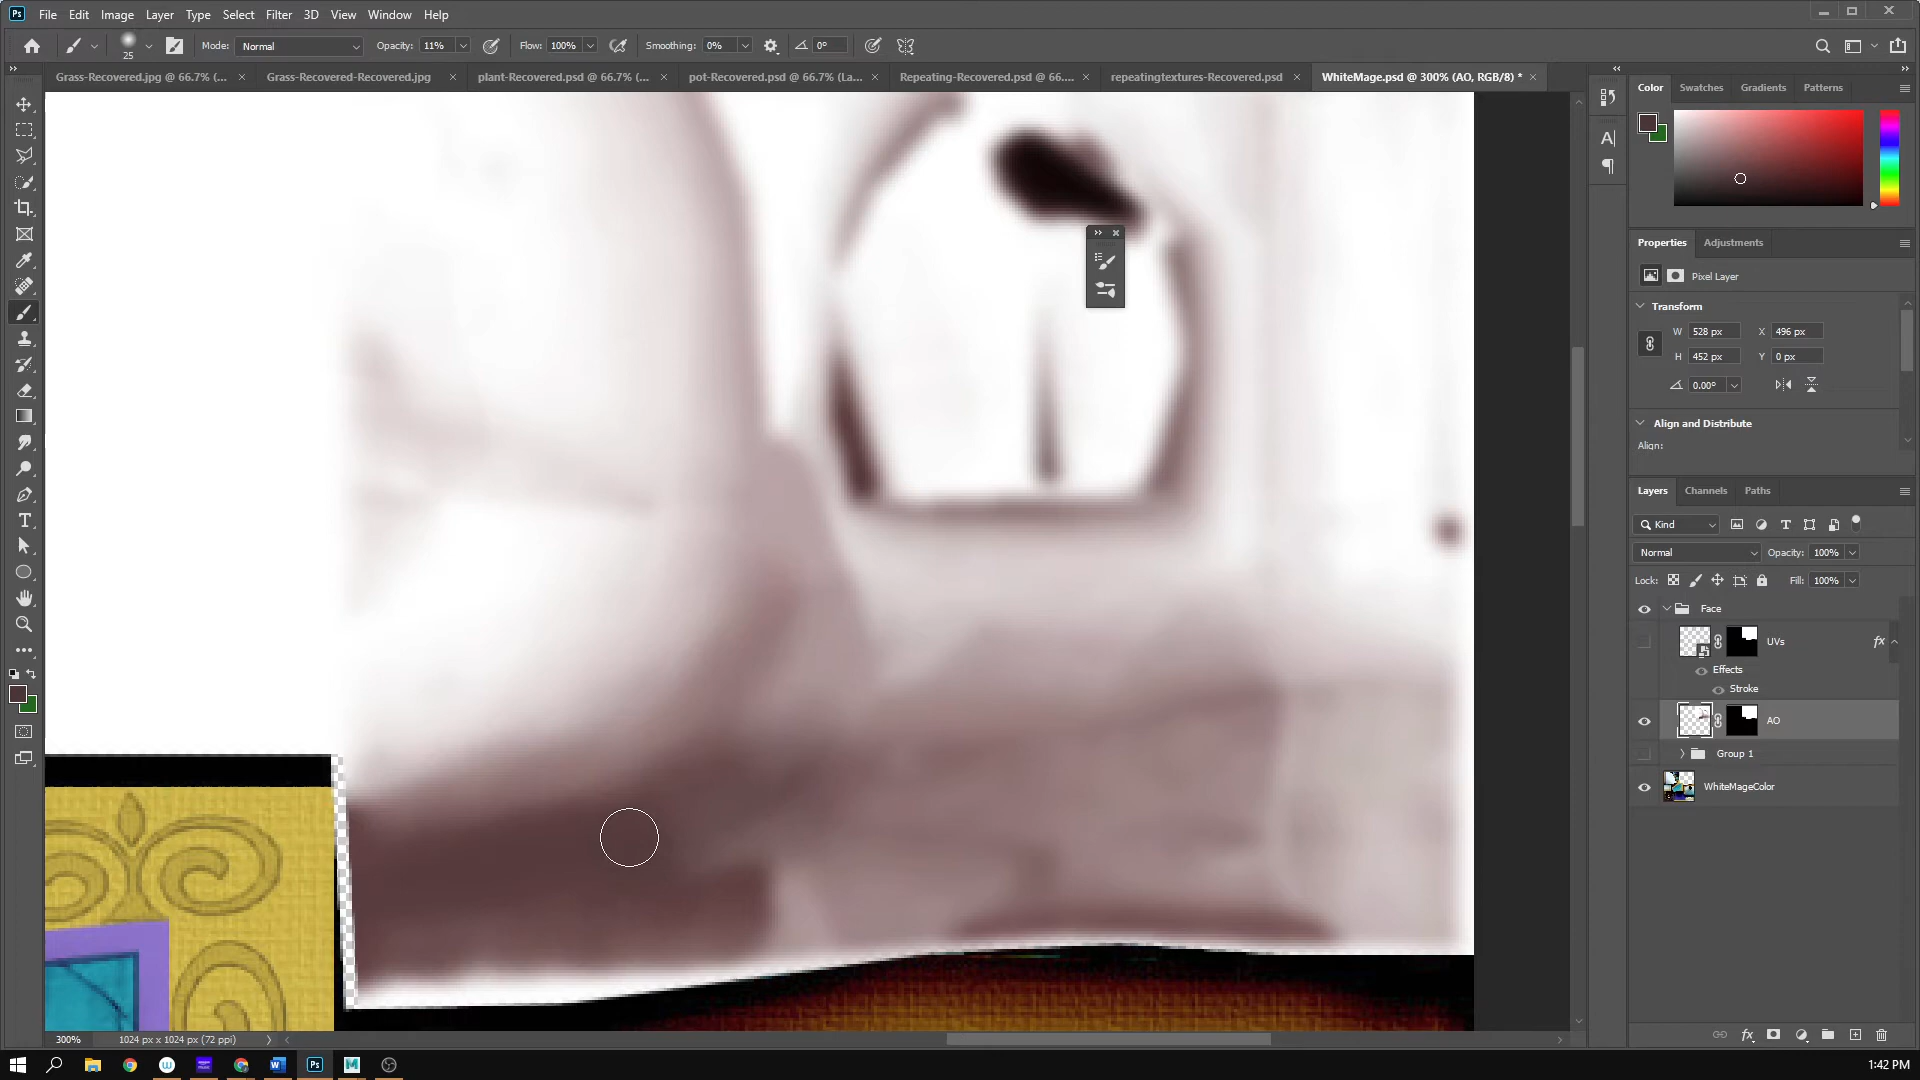 Ps File Edit Image Layer Type Select Filter 3D View Window Help
25 Mode: Normal Opacity: 11% Flow: 100% Smoothing: 0% 0°
Grass-Recovered.jpg @ 66.7% (... × Grass-Recovered-Recovered.jpg × plant-Recovered.psd @ 66.7% (... × pot-Recovered.psd @ 66.7% (La... × Repeating-Recovered.psd @ 66.... × repeatingtextures-Recovered.psd × WhiteMage.psd @ 300% (AO, RGB/8) * ×
Color Swatches Gradients Patterns
Properties Adjustments
Pixel Layer
Transform
W 528 px X 496 px
H 452 px Y 0 px
0.00°
Align and Distribute
Align:
Layers Channels Paths
Kind
Normal Opacity: 100%
Lock: Fill: 100%
Face
UVs fx
Effects
Stroke
AO
Group 1
WhiteMageColor
300% 1024 px x 1024 px (72 ppi)
1:42 PM